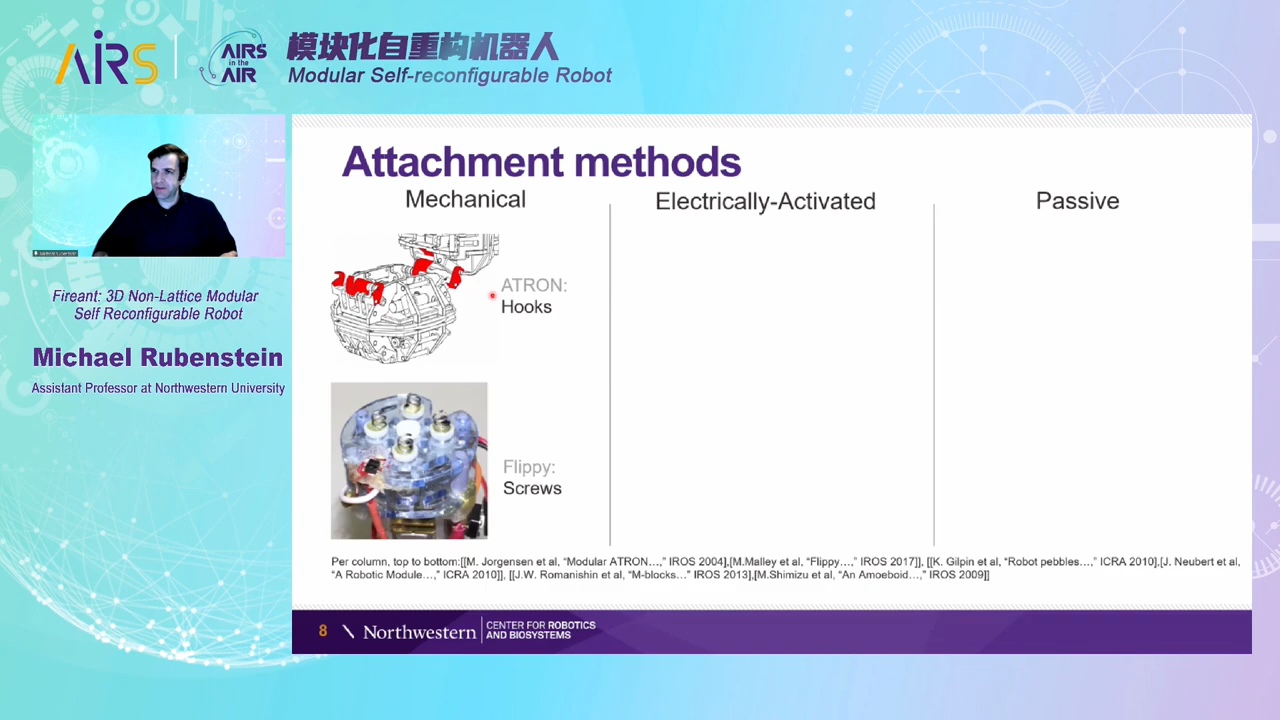 AIRS
AIRS
in the
AIR
模块化自重构机器人
Modular Self-reconfigurable Robot
Fireant: 3D Non-Lattice Modular
Self Reconfigurable Robot
Michael Rubenstein
Assistant Professor at Northwestern University
Attachment methods
Mechanical
Electrically-Activated
Passive
ATRON:
Hooks
Flippy:
Screws
Per column, top to bottom:[[M. Jorgensen et al, “Modular ATRON…,” IROS 2004],[M.Malley et al, “Flippy…,” IROS 2017]], [[K. Gilpin et al, “Robot pebbles…,” ICRA 2010],[J. Neubert et al,
“A Robotic Module…,” ICRA 2010]], [[J.W. Romanishin et al, “M-blocks…” IROS 2013],[M.Shimizu et al, “An Amoeboid…,” IROS 2009]]
8
Northwestern
CENTER FOR ROBOTICS
AND BIOSYSTEMS